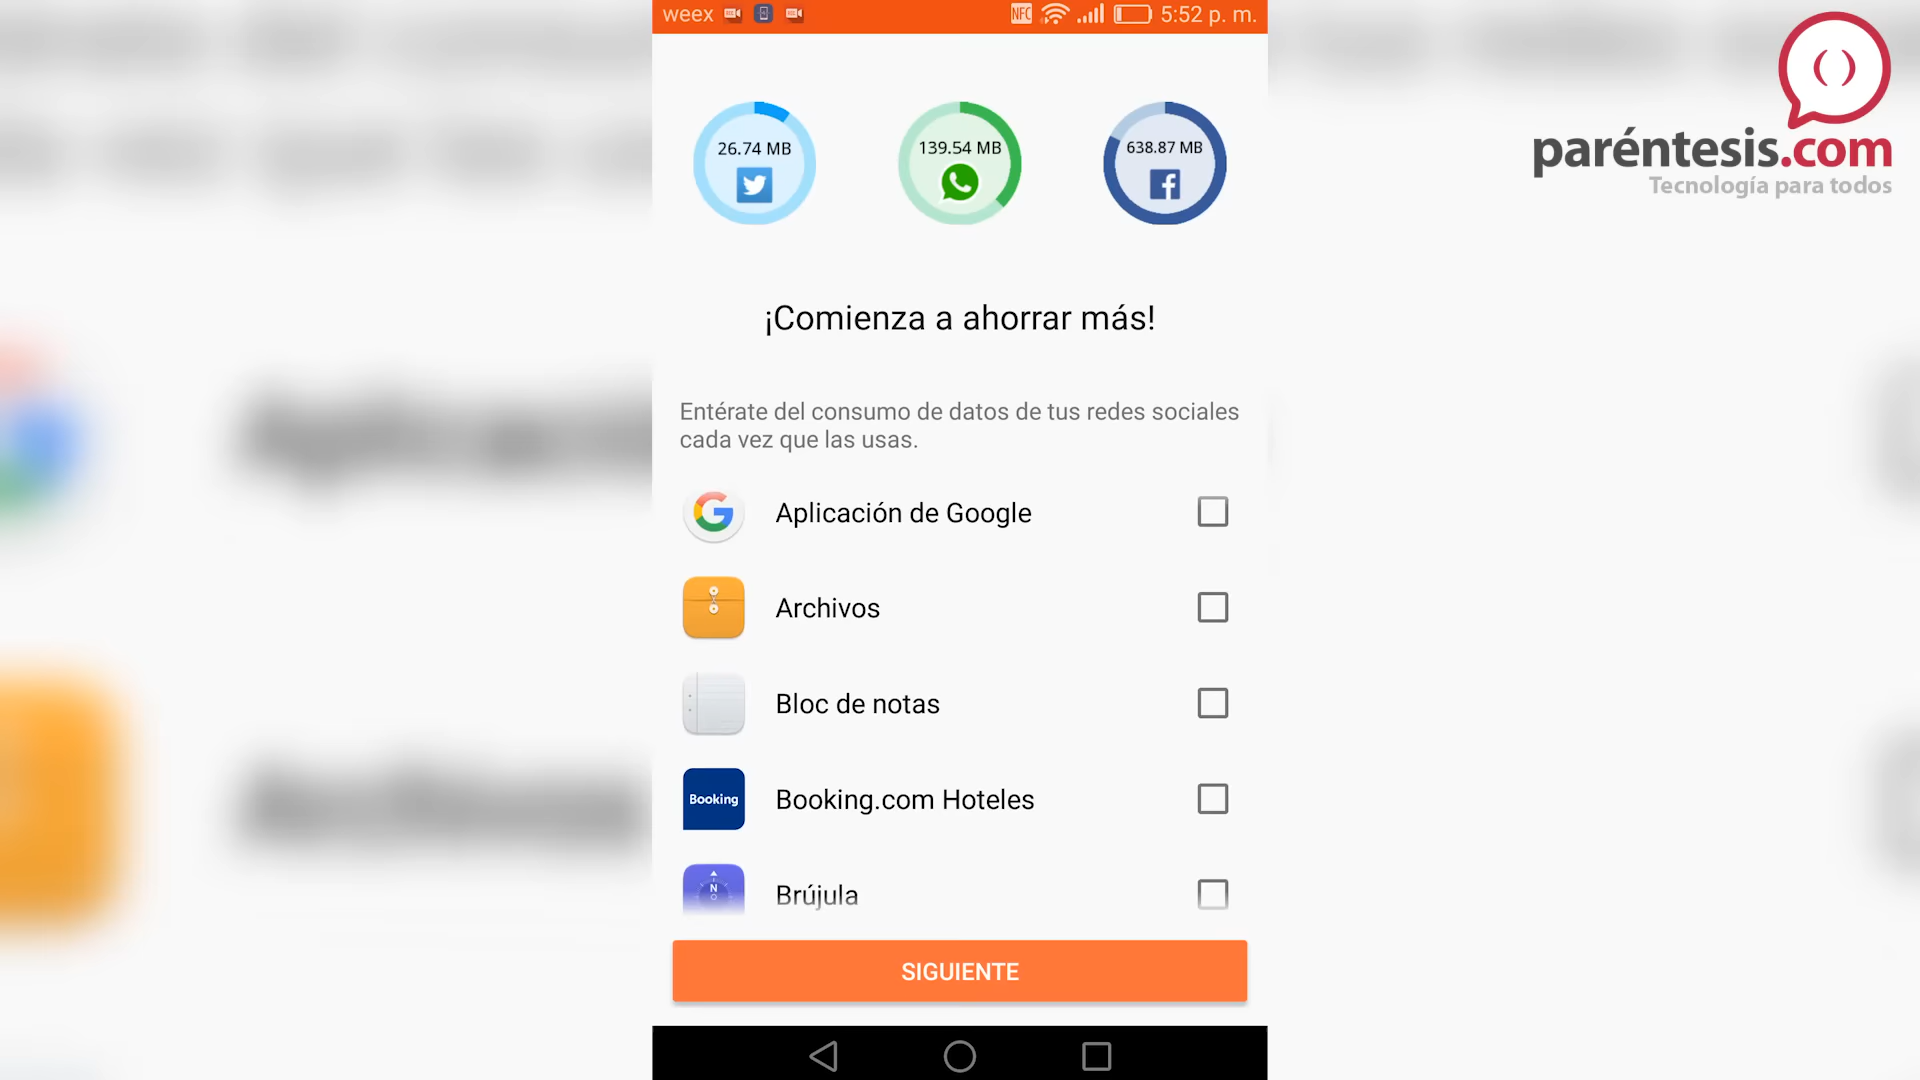 weex
NFC
5:52 p. m.
paréntesis.com
Tecnología para todos
26.74 MB
139.54 MB
638.87 MB
¡Comienza a ahorrar más!
Entérate del consumo de datos de tus redes sociales
cada vez que las usas.
Aplicación de Google
Archivos
Bloc de notas
Booking
Booking.com Hoteles
N
Brújula
SIGUIENTE